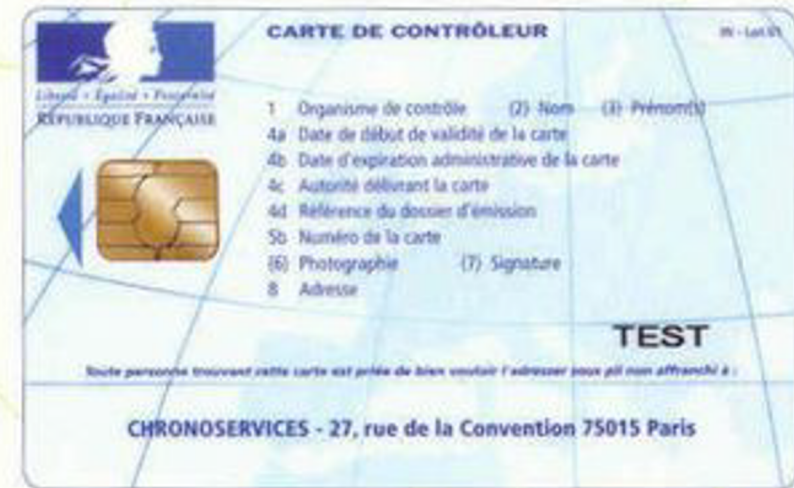 CARTE DE CONTRÔLEUR
Liberté • Égalité • Fraternité
RÉPUBLIQUE FRANÇAISE
1 Organisme de contrôle (2) Nom (3) Prénom(s)
4a Date de début de validité de la carte
4b Date d'expiration administrative de la carte
4c Autorité délivrant la carte
4d Référence du dossier d'émission
5b Numéro de la carte
(6) Photographie (7) Signature
8 Adresse
TEST
Toute personne trouvant cette carte est priée de bien vouloir l'adresser sous pli non affranchi à :
CHRONOSERVICES - 27, rue de la Convention 75015 Paris